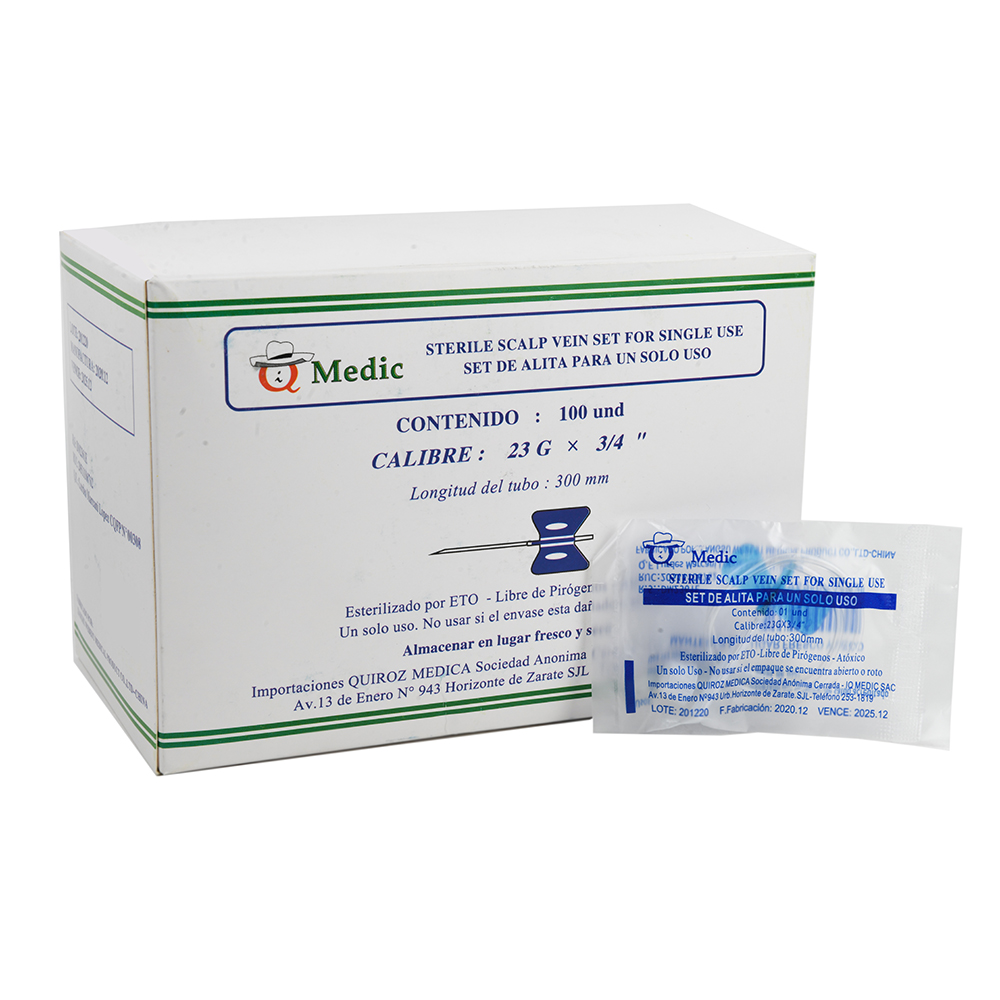 Q Medic
STERILE SCALP VEIN SET FOR SINGLE USE
SET DE ALITA PARA UN SOLO USO
CONTENIDO : 100 und
CALIBRE : 23 G × 3/4 "
Longitud del tubo : 300 mm
Esterilizado por ETO - Libre de Pirógen
Un solo uso. No usar si el envase esta dañ
Almacenar en lugar fresco y s
Importaciones QUIROZ MEDICA Sociedad Anonima
Av.13 de Enero N° 943 Horizonte de Zarate SJL
Q Medic
STERILE SCALP VEIN SET FOR SINGLE USE
SET DE ALITA PARA UN SOLO USO
Contenido: 01 und
Calibre:23GX3/4"
Longitud del tubo:300mm
Esterilizado por ETO -Libre de Pirógenos - Atóxico
Un solo Uso - No usar si el empaque se encuentra abierto o roto
Importaciones QUIROZ MEDICA Sociedad Anónima Cerrada - IQ MEDIC SAC
Av.13 de Enero N°943 Urb.Horizonte de Zarate.SJL-Teléfono 253-1819
LOTE: 201220 F.Fabricación: 2020.12 VENCE: 2025.12